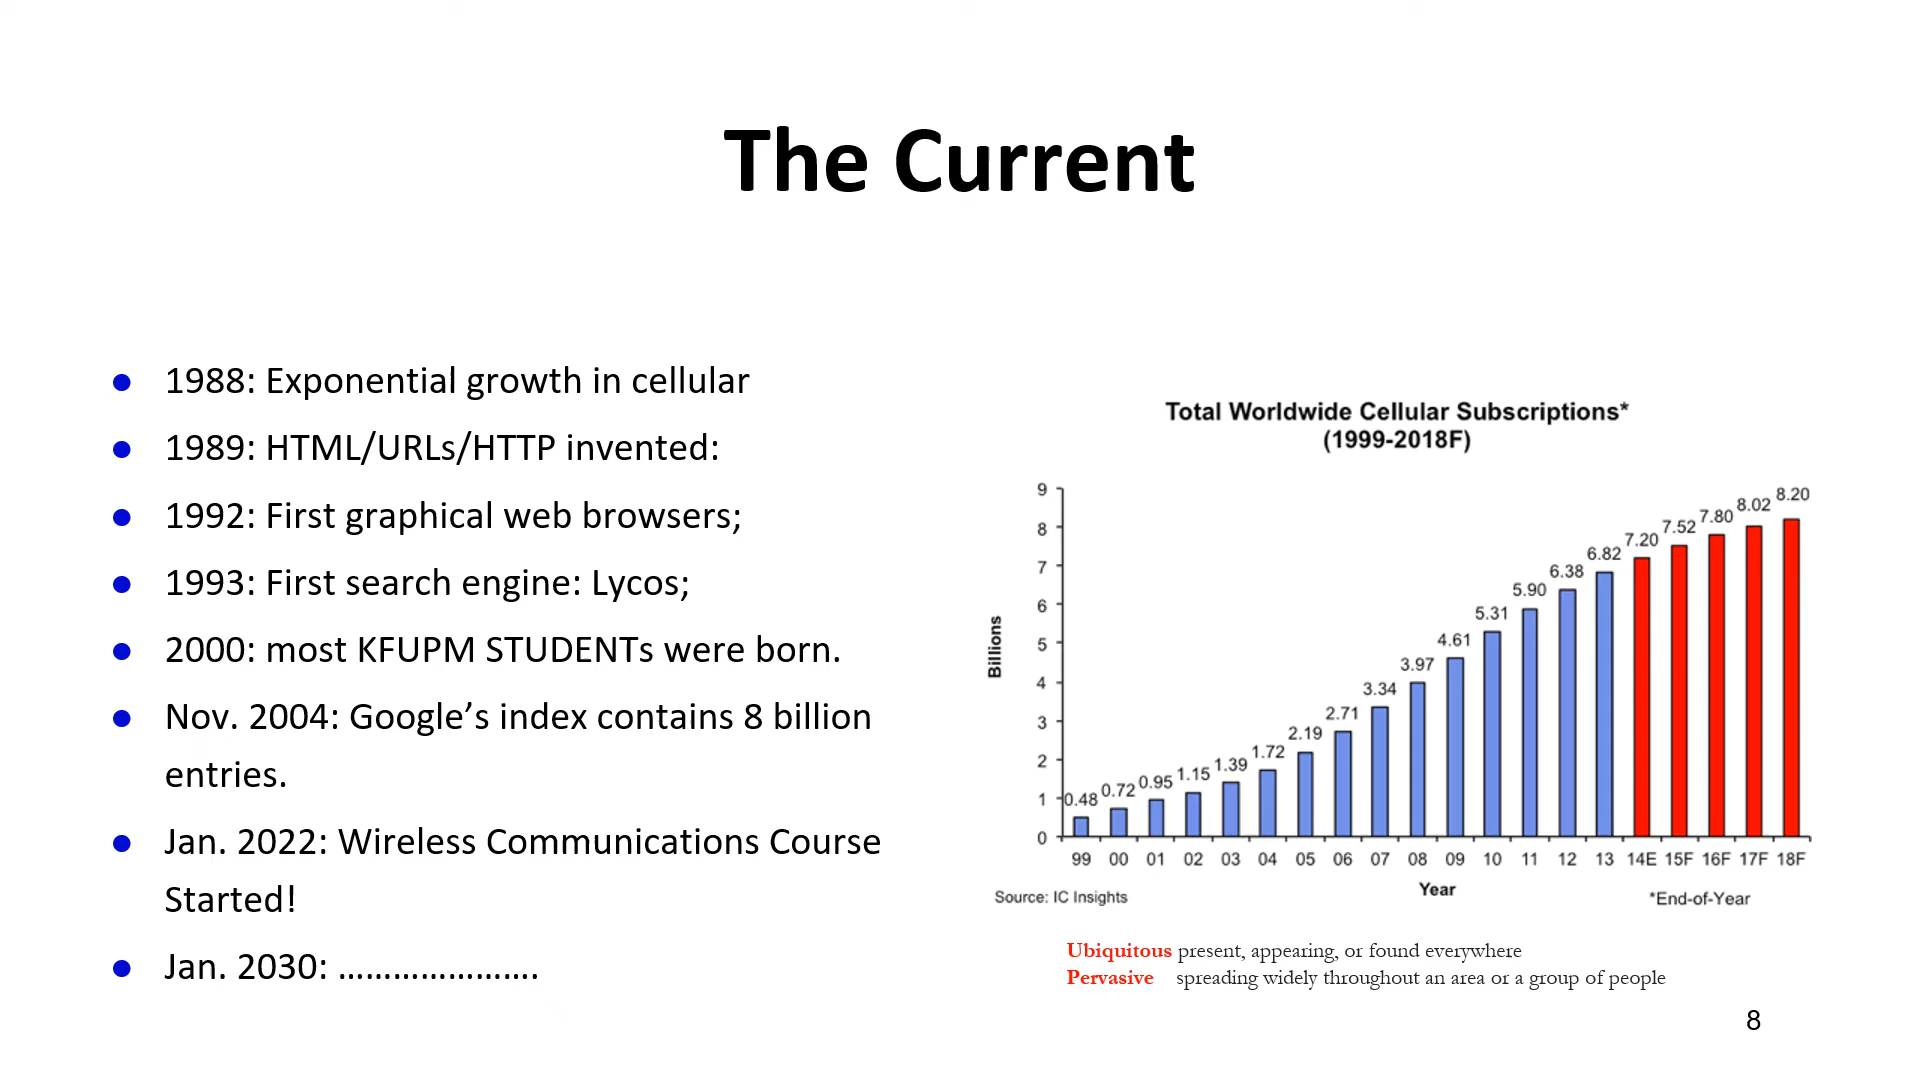 The Current
● 1988: Exponential growth in cellular
● 1989: HTML/URLs/HTTP invented:
● 1992: First graphical web browsers;
● 1993: First search engine: Lycos;
● 2000: most KFUPM STUDENTs were born.
● Nov. 2004: Google’s index contains 8 billion
entries.
● Jan. 2022: Wireless Communications Course
Started!
● Jan. 2030: ………………….
Total Worldwide Cellular Subscriptions*
(1999-2018F)
Billions
9
8
7
6
5
4
3
2
1
0
0.48 0.72 0.95 1.15 1.39 1.72 2.19 2.71 3.34 3.97 4.61 5.31 5.90 6.38 6.82 7.20 7.52 7.80 8.02 8.20
99 00 01 02 03 04 05 06 07 08 09 10 11 12 13 14E 15F 16F 17F 18F
Year
Source: IC Insights
*End-of-Year
Ubiquitous present, appearing, or found everywhere
Pervasive spreading widely throughout an area or a group of people
8